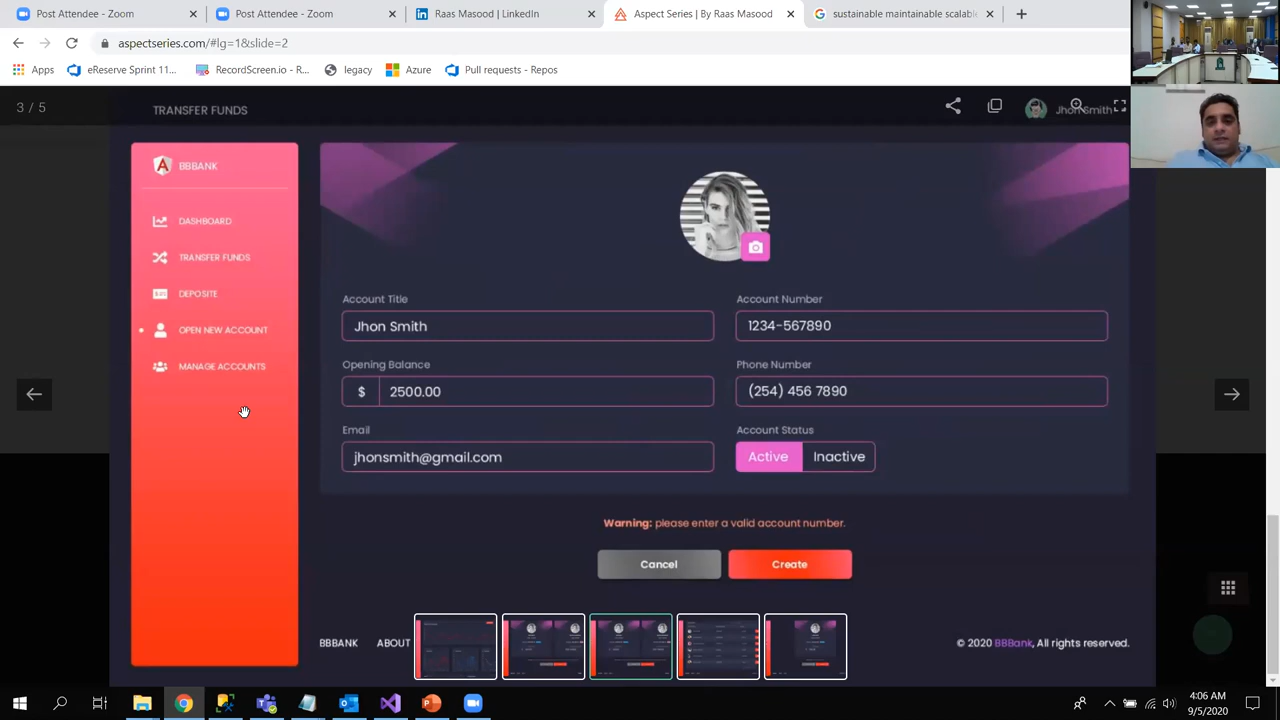 Post Attendee - Zoom
Post Attendee - Zoom
Raas Masood | LinkedIn
Aspect Series | By Raas Masood
sustainable maintainable scalabl
aspectseries.com/#lg=1&slide=2
Apps
eReserve Sprint 11...
RecordScreen.io - R...
legacy
Azure
Pull requests - Repos
3 / 5
TRANSFER FUNDS
Jhon Smith
BBBANK
DASHBOARD
TRANSFER FUNDS
DEPOSITE
OPEN NEW ACCOUNT
MANAGE ACCOUNTS
Account Title
Account Number
Jhon Smith
1234-567890
Opening Balance
Phone Number
$ 2500.00
(254) 456 7890
Email
Account Status
jhonsmith@gmail.com
Active
Inactive
Warning: please enter a valid account number.
Cancel
Create
BBBANK
ABOUT
© 2020 BBBank, All rights reserved.
4:06 AM
9/5/2020